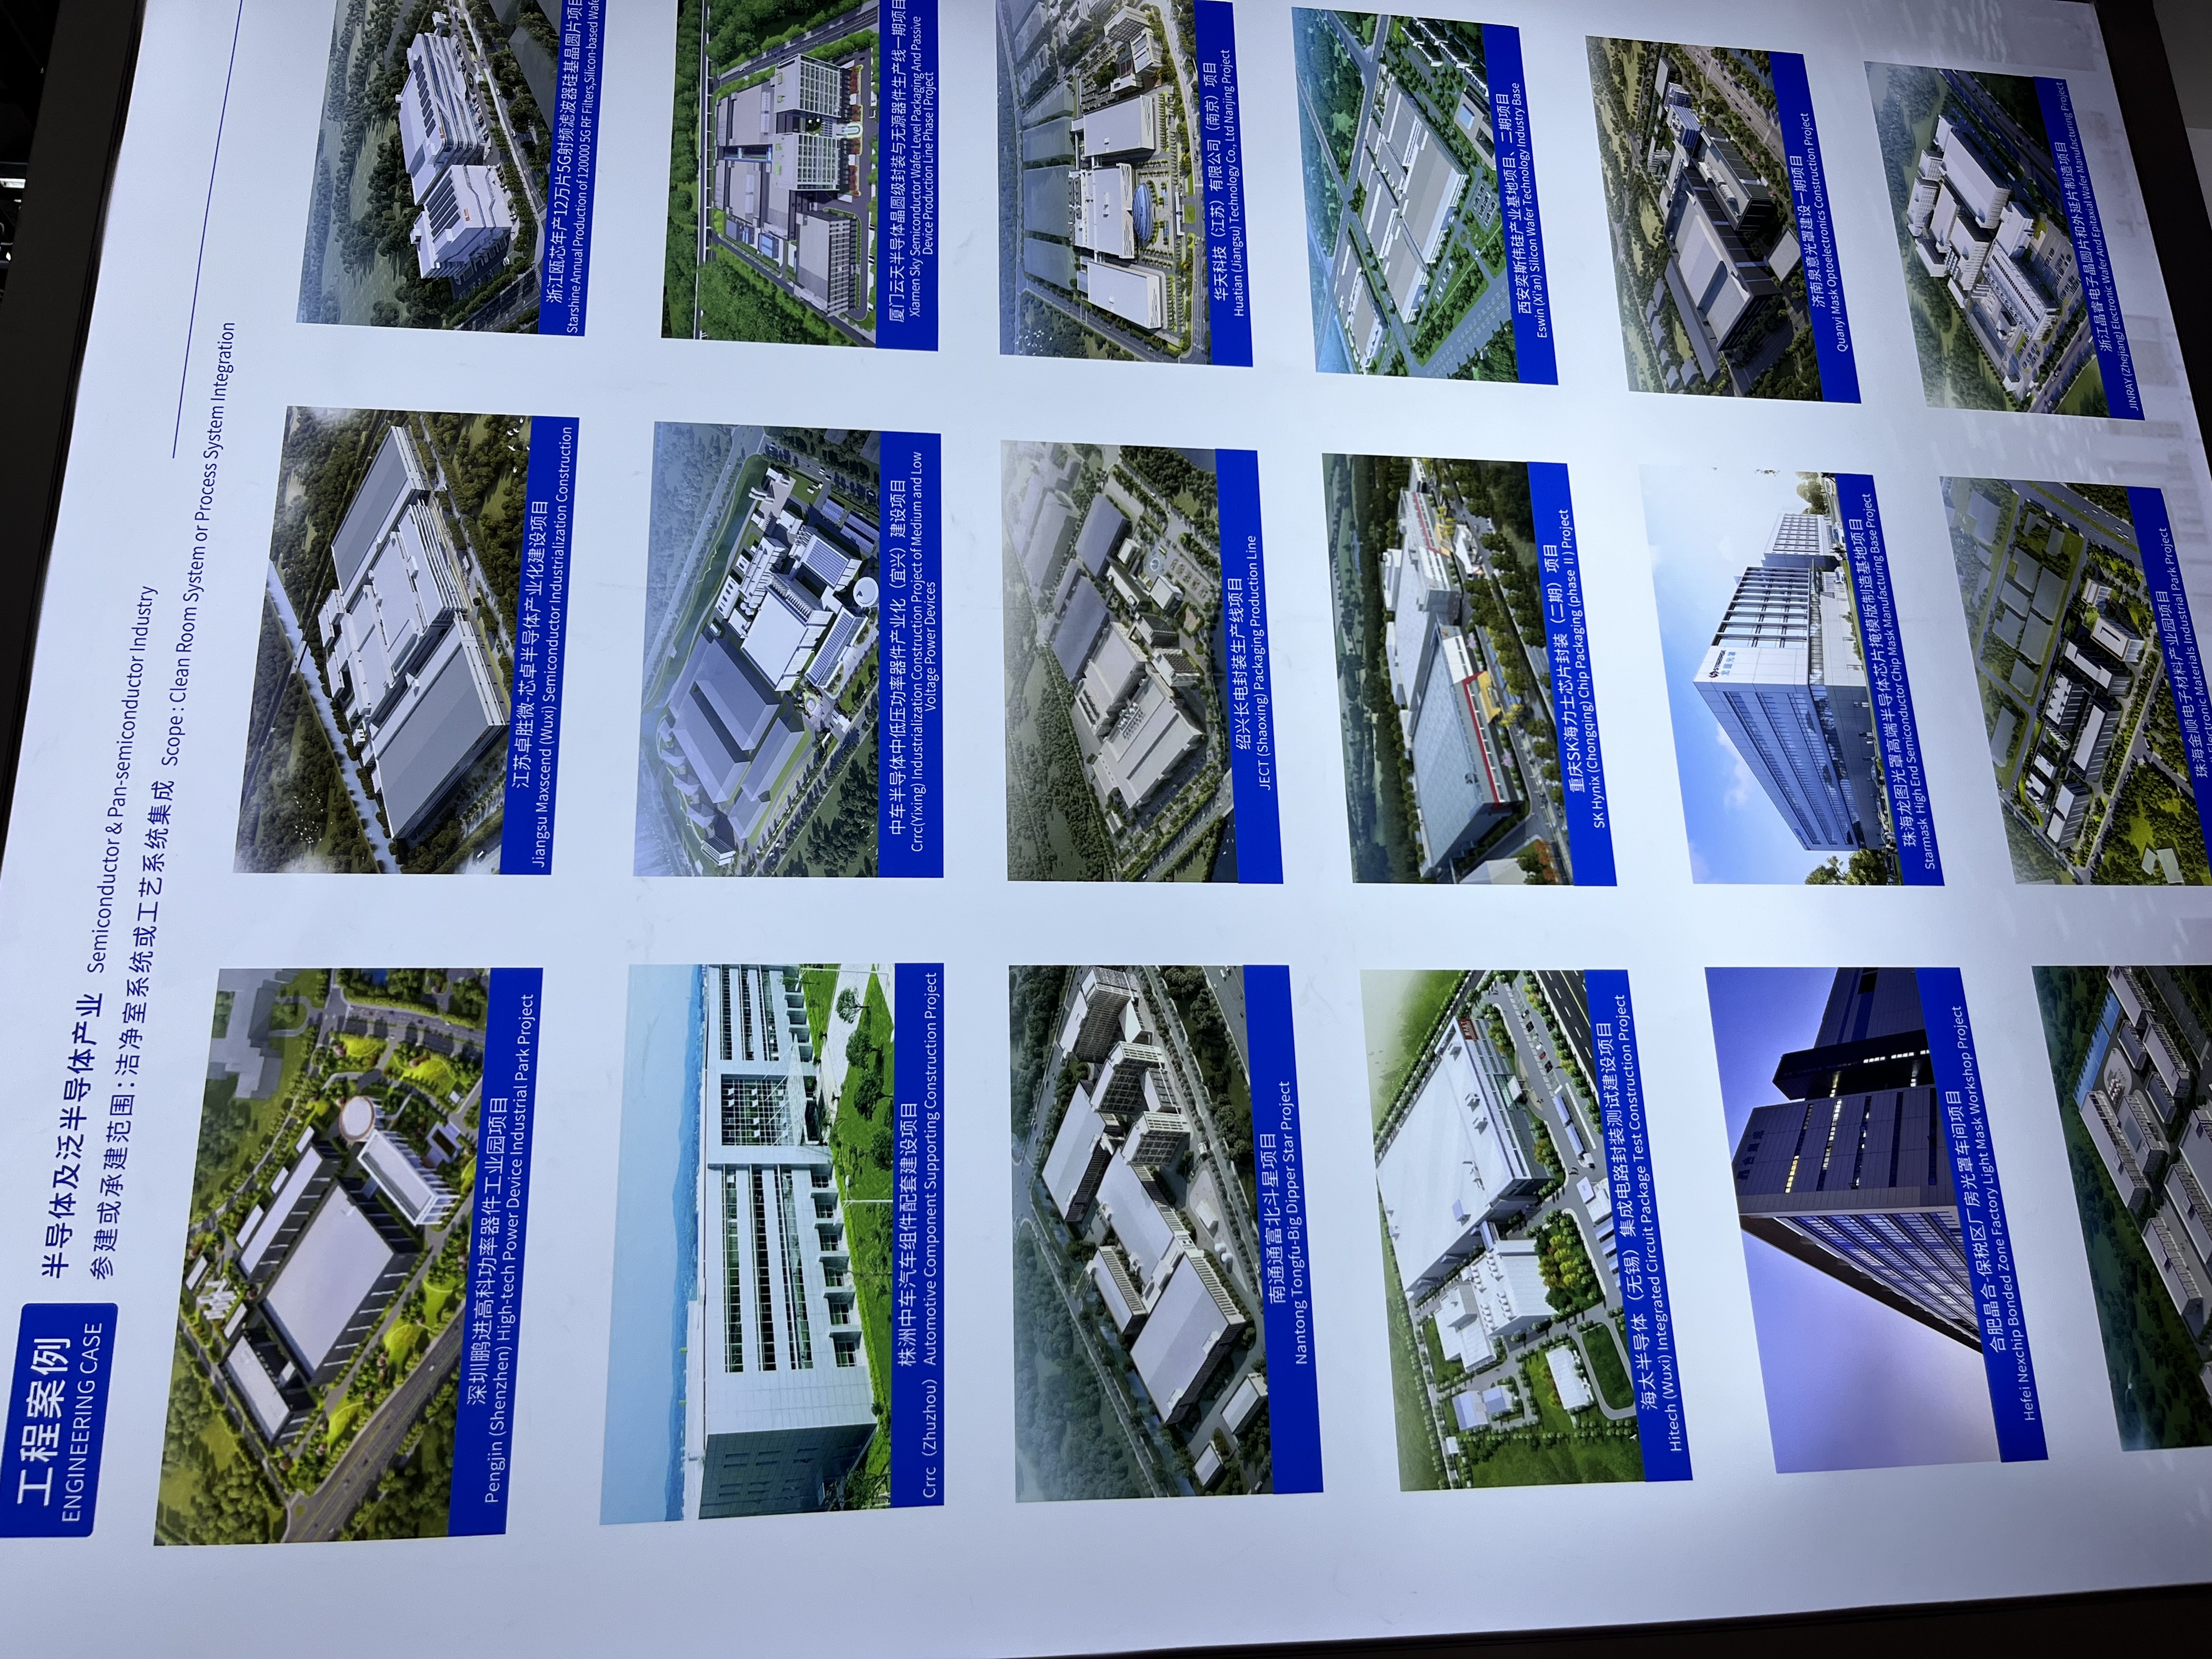 工程案例
ENGINEERING CASE
半导体及泛半导体产业 Semiconductor & Pan-semiconductor Industry
参建或承建范围：洁净室系统或工艺系统集成 Scope : Clean Room System or Process System Integration
深圳鹏进高科功率器件工业园项目
Pengjin (Shenzhen) High-tech Power Device Industrial Park Project
江苏卓胜微-芯卓半导体产业化建设项目
Jiangsu Maxscend (Wuxi) Semiconductor Industrialization Construction
浙江瓯芯年产12万片5G射频滤波器硅基晶圆片项目
Starshine Annual Production of 120000 5G RF Filters,Silicon-based
株洲中车汽车组件配套建设项目
Crrc（Zhuzhou） Automotive Component Supporting Construction Project
中车半导体中低压功率器件产业化（宜兴）建设项目
Crrc(Yixing) Industrialization Construction Project of Medium and Low
Voltage Power Devices
厦门云天半导体晶圆级封装与无源器件生产线一期项目
Xiamen Sky Semiconductor Wafer Level Packaging And Passive
Device Production Line Phase I Project
南通通富北斗星项目
Nantong Tongfu-Big Dipper Star Project
绍兴长电封装生产线项目
JECT (Shaoxing) Packaging Production Line
华天科技（江苏）有限公司（南京）项目
Huatian (Jiangsu) Technology Co., Ltd Nanjing Project
海太半导体（无锡）集成电路封装测试建设项目
Hitech (Wuxi) Integrated Circuit Package Test Construction Project
重庆SK海力士芯片封装（二期）项目
SK Hynix (Chongqing) Chip Packaging (phase Ⅱ) Project
西安奕斯伟硅产业基地项目、二期项目
Eswin (Xi'an) Silicon Wafer Technology Industry Base
合肥晶合-保税区厂房光罩车间项目
Hefei Nexchip Bonded Zone Factory Light Mask Workshop Project
珠海龙图光罩高端半导体芯片掩模版制造基地项目
Starmask High End Semiconductor Chip Mask Manufacturing Base Project
济南泉意光罩建设一期项目
Quanyi Mask Optoelectronics Construction Project
珠海金顺电子材料产业园项目
Electronic Materials Industrial Park Project
浙江晶睿电子晶圆片和外延片制造项目
JINRAY (Zhejiang) Electronic Wafer And Epitaxial Wafer Manufacturing Project